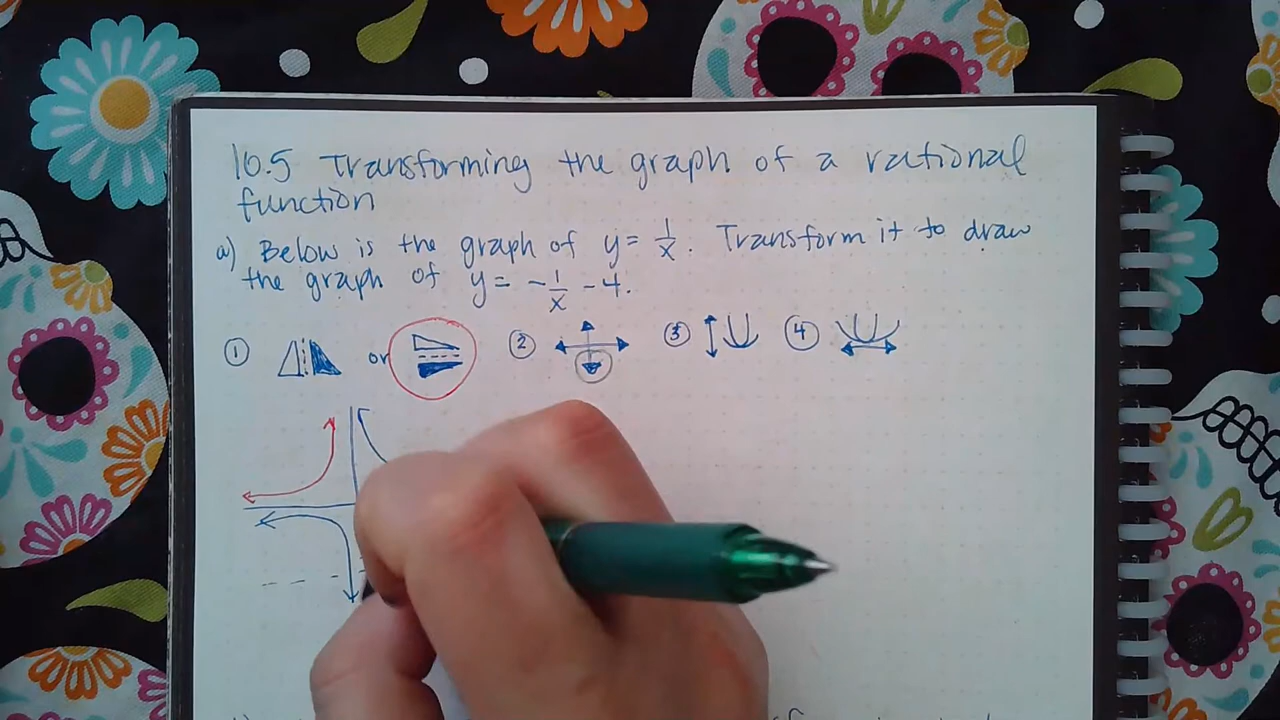 10.5 Transforming the graph of a rational
function
a) Below is the graph of y = 1/x. Transform it to draw
the graph of y = -1/x - 4.
① or ② ③ ④